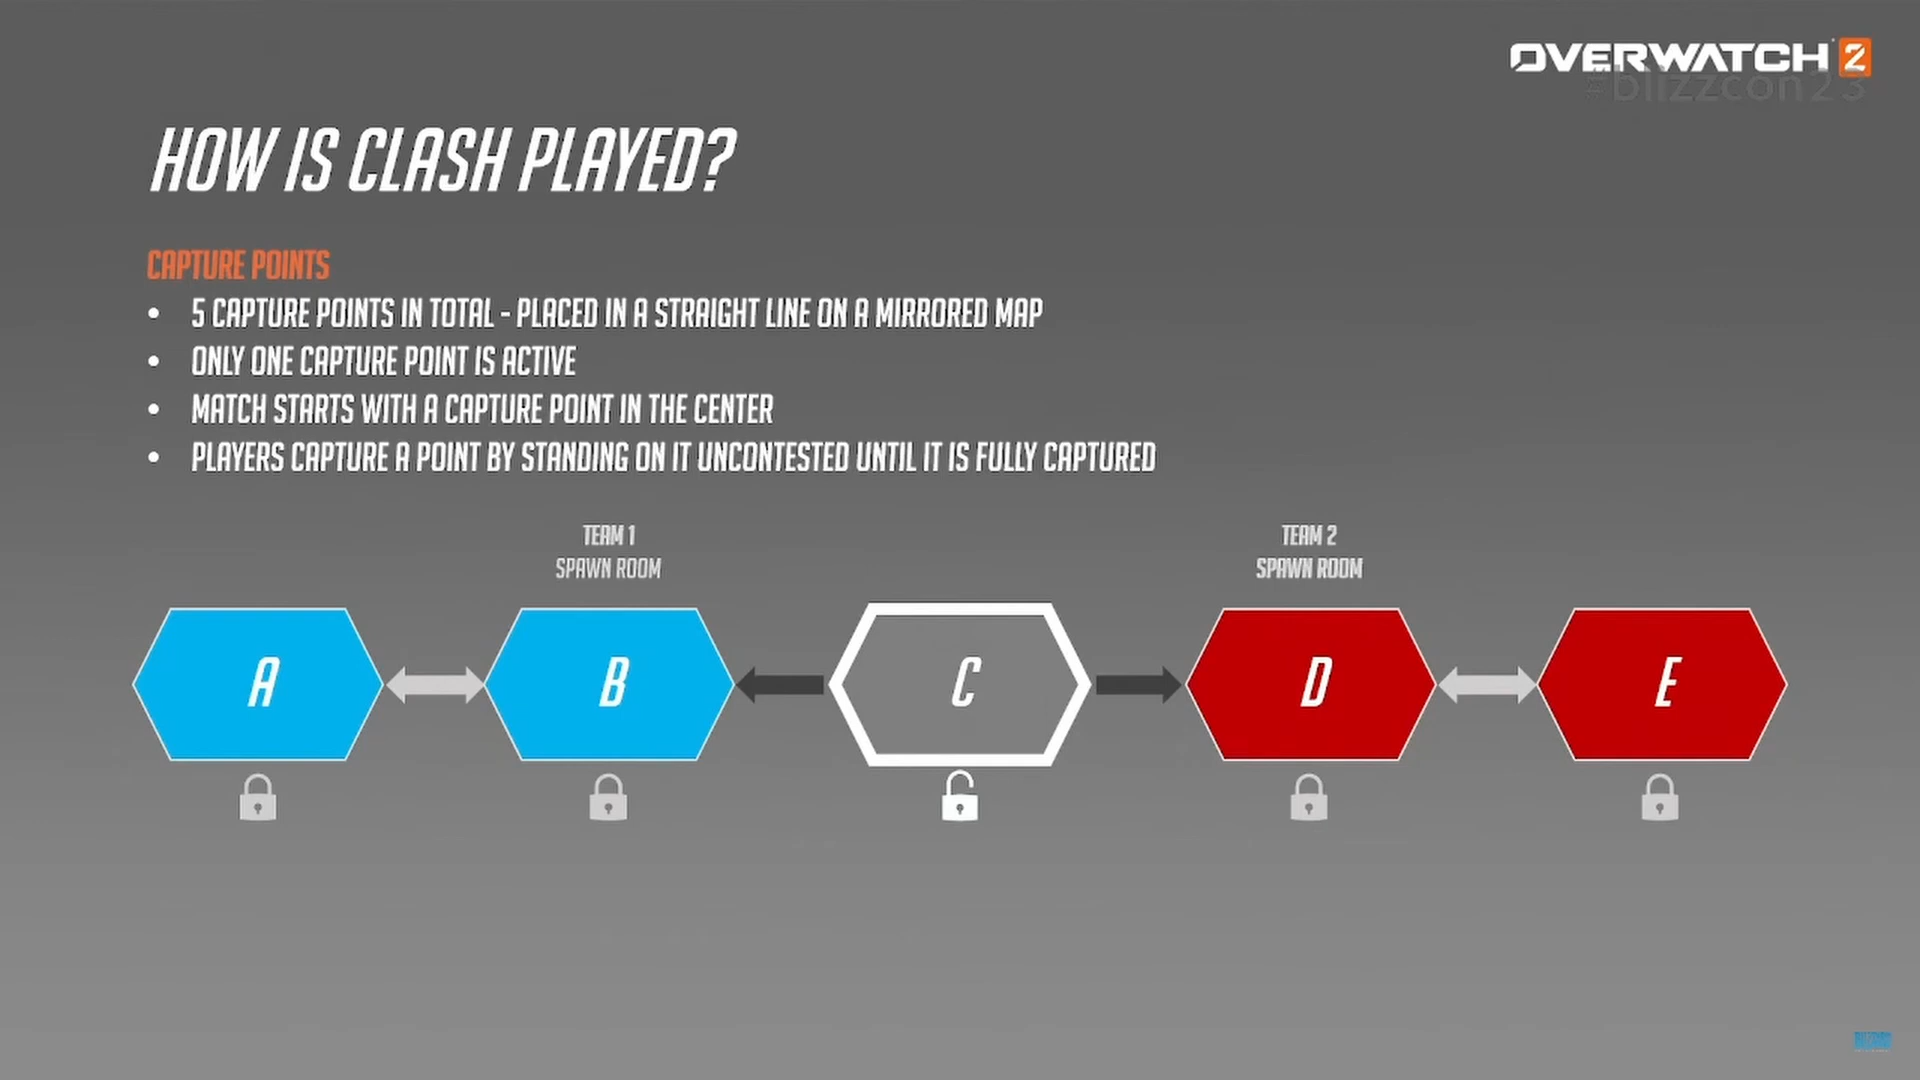 OVERWATCH 2
#blizzcon23
HOW IS CLASH PLAYED?
CAPTURE POINTS
• 5 CAPTURE POINTS IN TOTAL - PLACED IN A STRAIGHT LINE ON A MIRRORED MAP
• ONLY ONE CAPTURE POINT IS ACTIVE
• MATCH STARTS WITH A CAPTURE POINT IN THE CENTER
• PLAYERS CAPTURE A POINT BY STANDING ON IT UNCONTESTED UNTIL IT IS FULLY CAPTURED
TEAM 1
SPAWN ROOM
TEAM 2
SPAWN ROOM
A
B
C
D
E